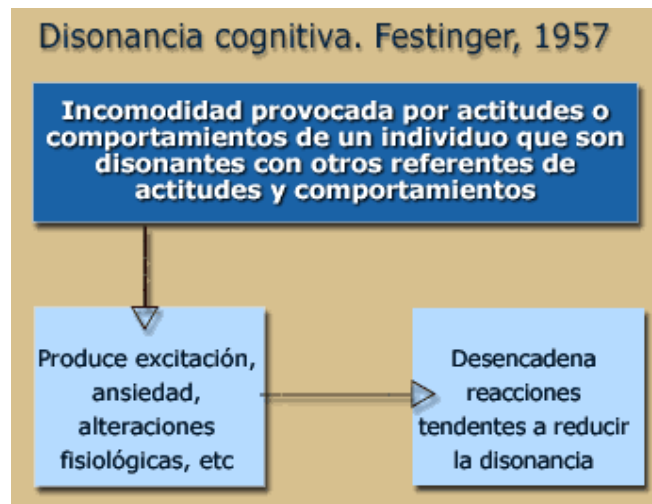 Disonancia cognitiva. Festinger, 1957
Incomodidad provocada por actitudes o
comportamientos de un individuo que son
disonantes con otros referentes de
actitudes y comportamientos
Produce excitación,
ansiedad,
alteraciones
fisiológicas, etc
Desencadena
reacciones
tendentes a reducir
la disonancia